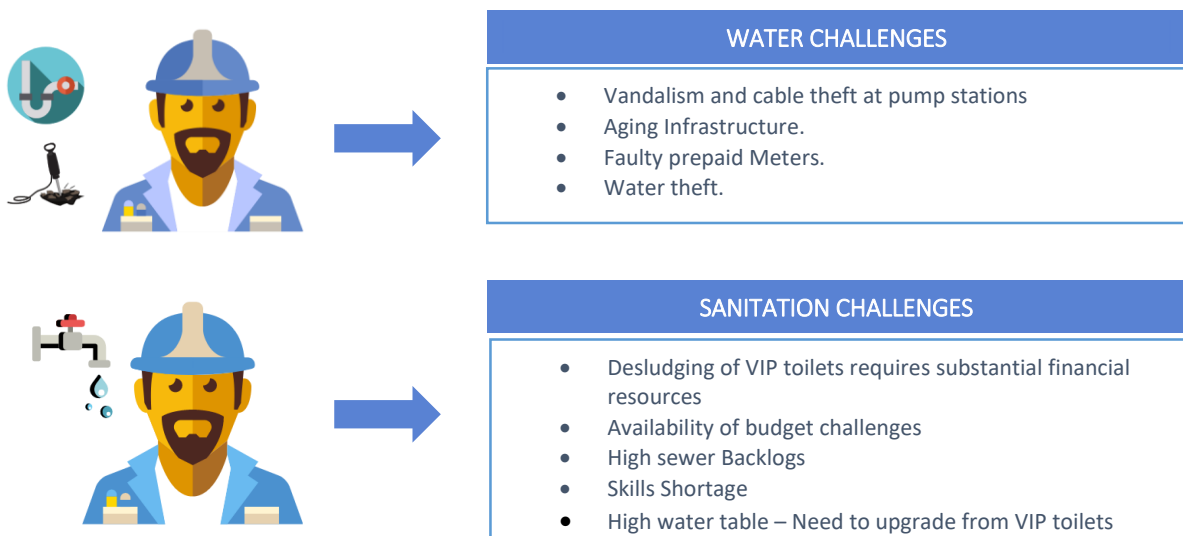 WATER CHALLENGES
• Vandalism and cable theft at pump stations
• Aging Infrastructure.
• Faulty prepaid Meters.
• Water theft.
SANITATION CHALLENGES
• Desludging of VIP toilets requires substantial financial
resources
• Availability of budget challenges
• High sewer Backlogs
• Skills Shortage
• High water table – Need to upgrade from VIP toilets